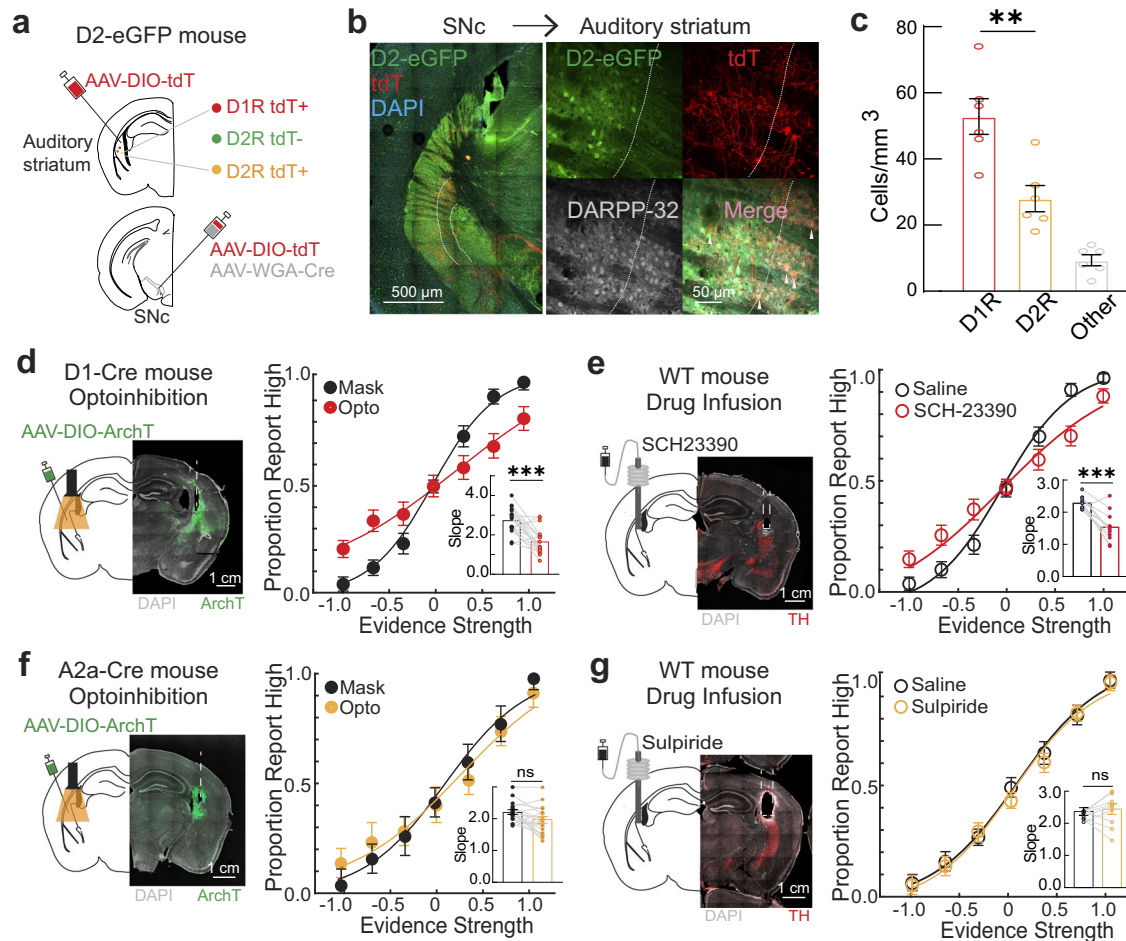 a
D2-eGFP mouse
AAV-DIO-tdT
D1R tdT+
D2R tdT-
D2R tdT+
Auditory
striatum
AAV-DIO-tdT
AAV-WGA-Cre
SNc
b
SNc
Auditory striatum
D2-eGFP
tdT
DAPI
500 µm
D2-eGFP
tdT
DARPP-32
Merge
50 µm
c
**
Cells/mm 3
80
60
40
20
0
D1R
D2R
Other
d
D1-Cre mouse
Optoinhibition
AAV-DIO-ArchT
1 cm
DAPI
ArchT
Proportion Report High
1.0
0.5
0.0
Mask
Opto
***
Slope
4.0
2.0
0.0
-1.0
-0.5
0
0.5
1.0
Evidence Strength
e
WT mouse
Drug Infusion
SCH23390
1 cm
DAPI
TH
Proportion Report High
1.0
0.5
0.0
Saline
SCH-23390
***
Slope
3.0
2.0
1.0
0.0
-1.0
-0.5
0
0.5
1.0
Evidence Strength
f
A2a-Cre mouse
Optoinhibition
AAV-DIO-ArchT
1 cm
DAPI
ArchT
Proportion Report High
1.0
0.5
0.0
Mask
Opto
ns
Slope
3.0
2.0
1.0
0.0
-1.0
-0.5
0
0.5
1.0
Evidence Strength
g
WT mouse
Drug Infusion
Sulpiride
1 cm
DAPI
TH
Proportion Report High
1.0
0.5
0.0
Saline
Sulpiride
ns
Slope
3.0
2.0
1.0
0.0
-1.0
-0.5
0
0.5
1.0
Evidence Strength